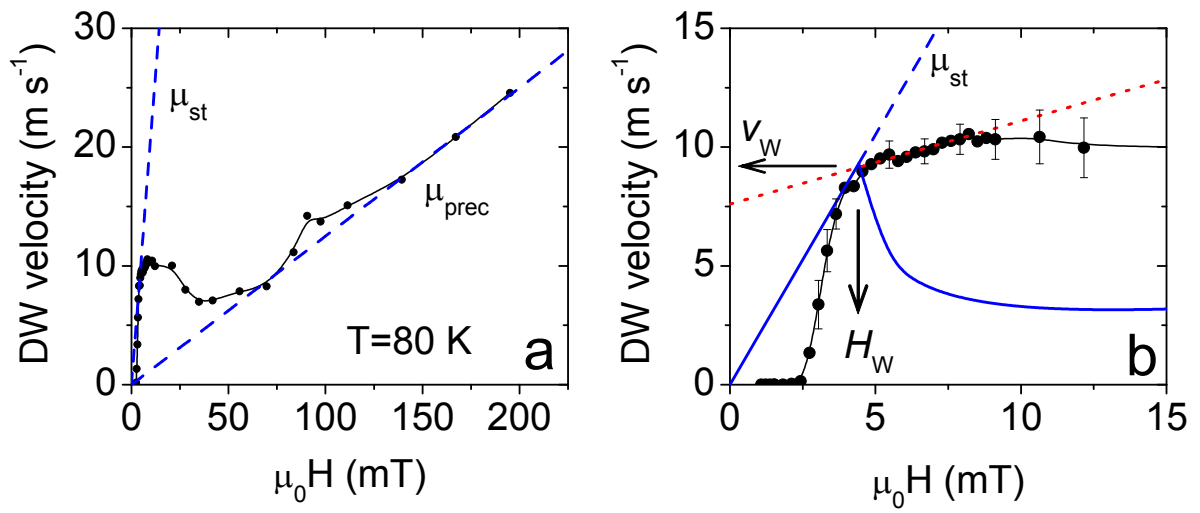 DW velocity (m s⁻¹)
30
20
10
0
0 50 100 150 200
μ₀H (mT)
μst
μprec
T=80 K
a
DW velocity (m s⁻¹)
15
10
5
0
0 5 10 15
μ₀H (mT)
μst
vW
HW
b